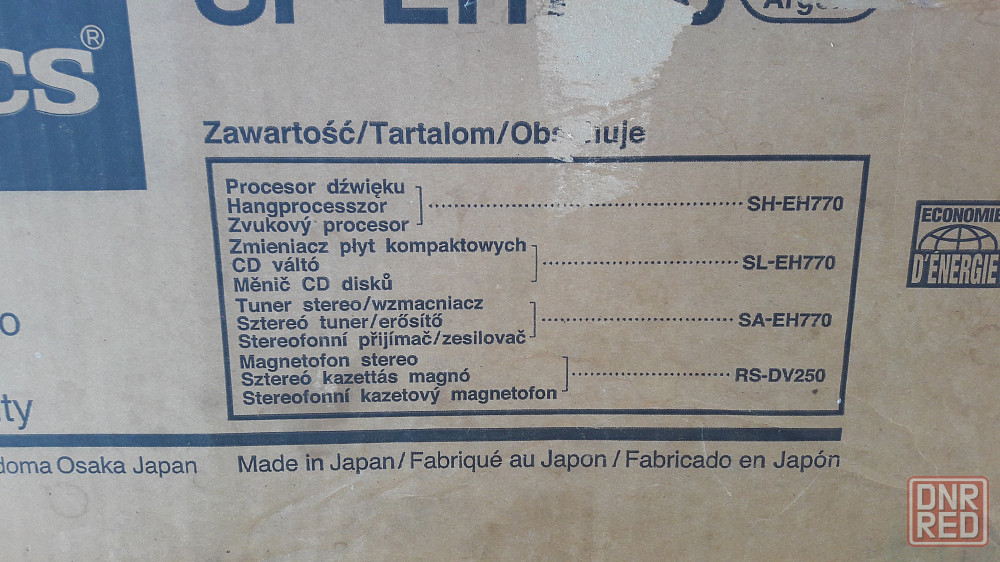 cs®
Zawartość/Tartalom/Obs huje
Procesor dźwięku
Hangprocesszor
Zvukový procesor
SH-EH770
Zmieniacz płyt kompaktowych
CD váltó
Měnič CD disků
SL-EH770
Tuner stereo/wzmacniacz
Sztereó tuner/erősítő
Stereofonní přijímač/zesilovač
SA-EH770
Magnetofon stereo
Sztereó kazettás magnó
Stereofonní kazetový magnetofon
RS-DV250
ECONOMIE
D'ÉNERGIE
o
ty
doma Osaka Japan
Made in Japan/Fabriqué au Japon/Fabricado en Japón
DNR
RED